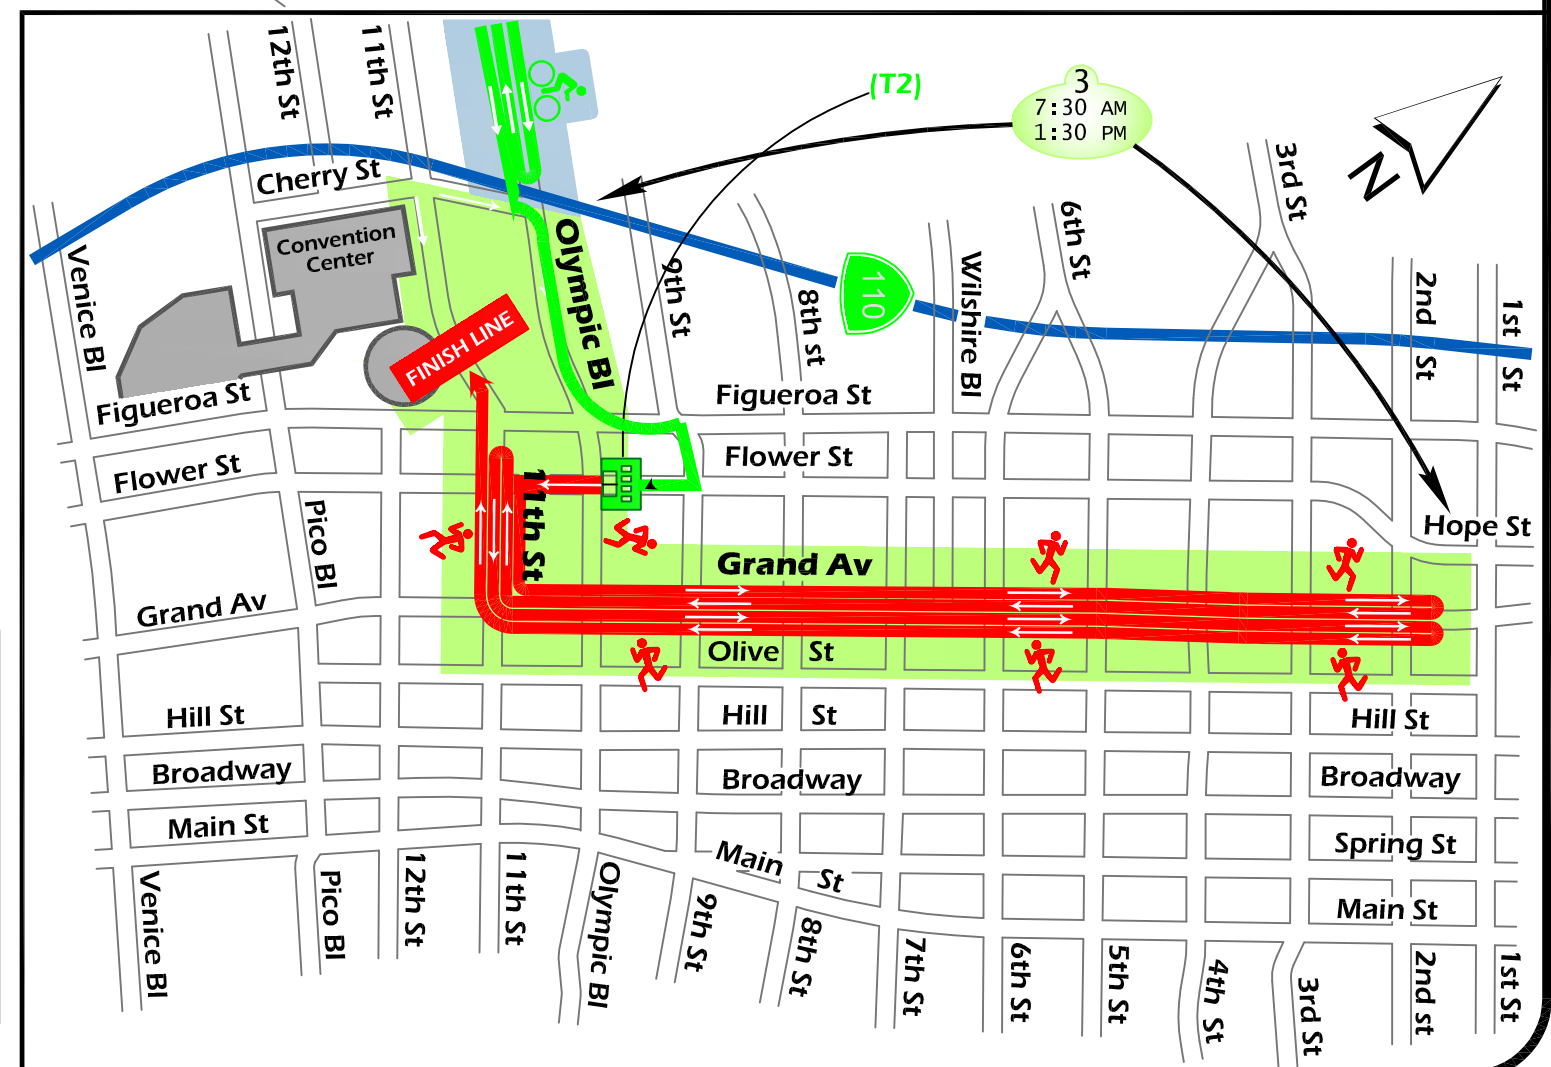 12th St
11th St
(T2)
3
7:30 AM
1:30 PM
3rd St
N
Cherry St
6th St
Convention
Center
Olympic Bl
Venice Bl
9th St
110
8th st
Wilshire Bl
2nd St
1st St
FINISH LINE
Figueroa St
Figueroa St
Flower St
Flower St
11th St
Pico Bl
Hope St
Grand Av
Grand Av
Olive St
Hill St
Hill St
Hill St
Broadway
Broadway
Broadway
Main St
Spring St
Main St
Main St
Venice Bl
Pico Bl
12th St
11th St
Olympic Bl
9th St
8th St
7th St
6th St
5th St
4th St
3rd St
2nd st
1st St